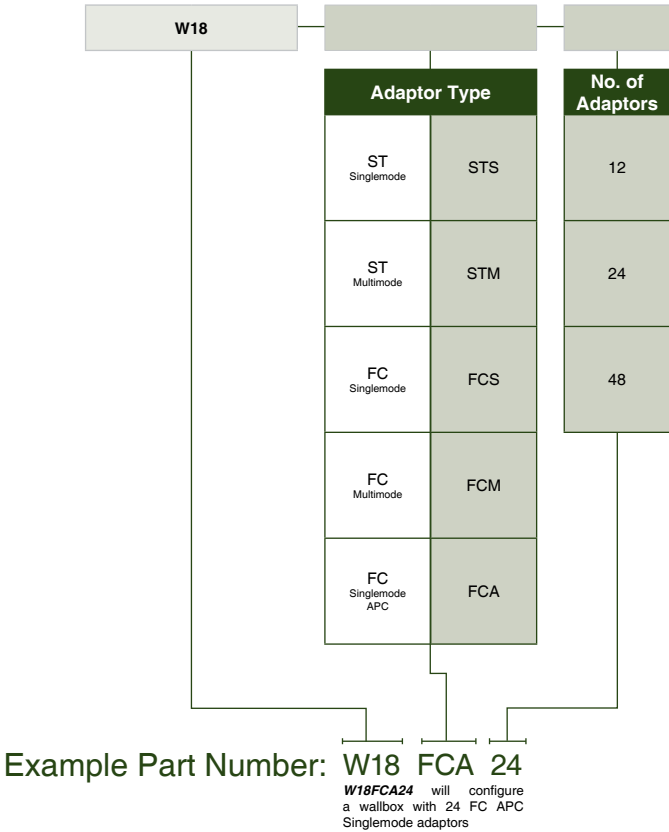 W18
Adaptor Type
No. of
Adaptors
ST
Singlemode
STS
12
ST
Multimode
STM
24
FC
Singlemode
FCS
48
FC
Multimode
FCM
FC
Singlemode
APC
FCA
Example Part Number: W18 FCA 24
W18FCA24 will configure
a wallbox with 24 FC APC
Singlemode adaptors